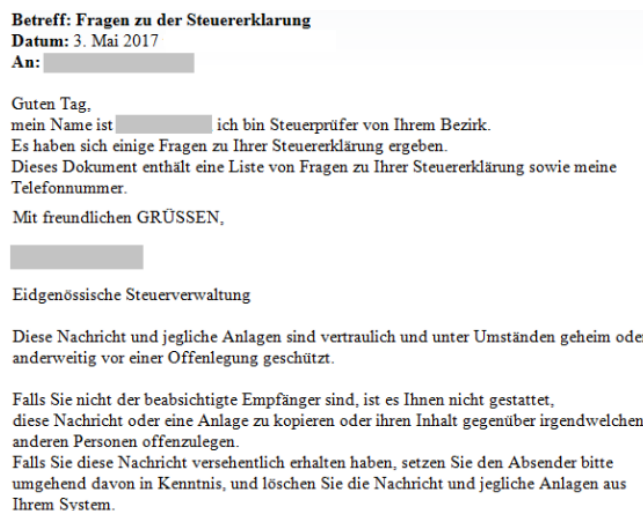 Betreff: Fragen zu der Steuererklarung
Datum: 3. Mai 2017
An:
Guten Tag,
mein Name ist ich bin Steuerprüfer von Ihrem Bezirk.
Es haben sich einige Fragen zu Ihrer Steuererklärung ergeben.
Dieses Dokument enthält eine Liste von Fragen zu Ihrer Steuererklärung sowie meine
Telefonnummer.
Mit freundlichen GRÜSSEN,
Eidgenössische Steuerverwaltung
Diese Nachricht und jegliche Anlagen sind vertraulich und unter Umständen geheim ode
anderweitig vor einer Offenlegung geschützt.
Falls Sie nicht der beabsichtigte Empfänger sind, ist es Ihnen nicht gestattet,
diese Nachricht oder eine Anlage zu kopieren oder ihren Inhalt gegenüber irgendwelchen
anderen Personen offenzulegen.
Falls Sie diese Nachricht versehentlich erhalten haben, setzen Sie den Absender bitte
umgehend davon in Kenntnis, und löschen Sie die Nachricht und jegliche Anlagen aus
Ihrem System.